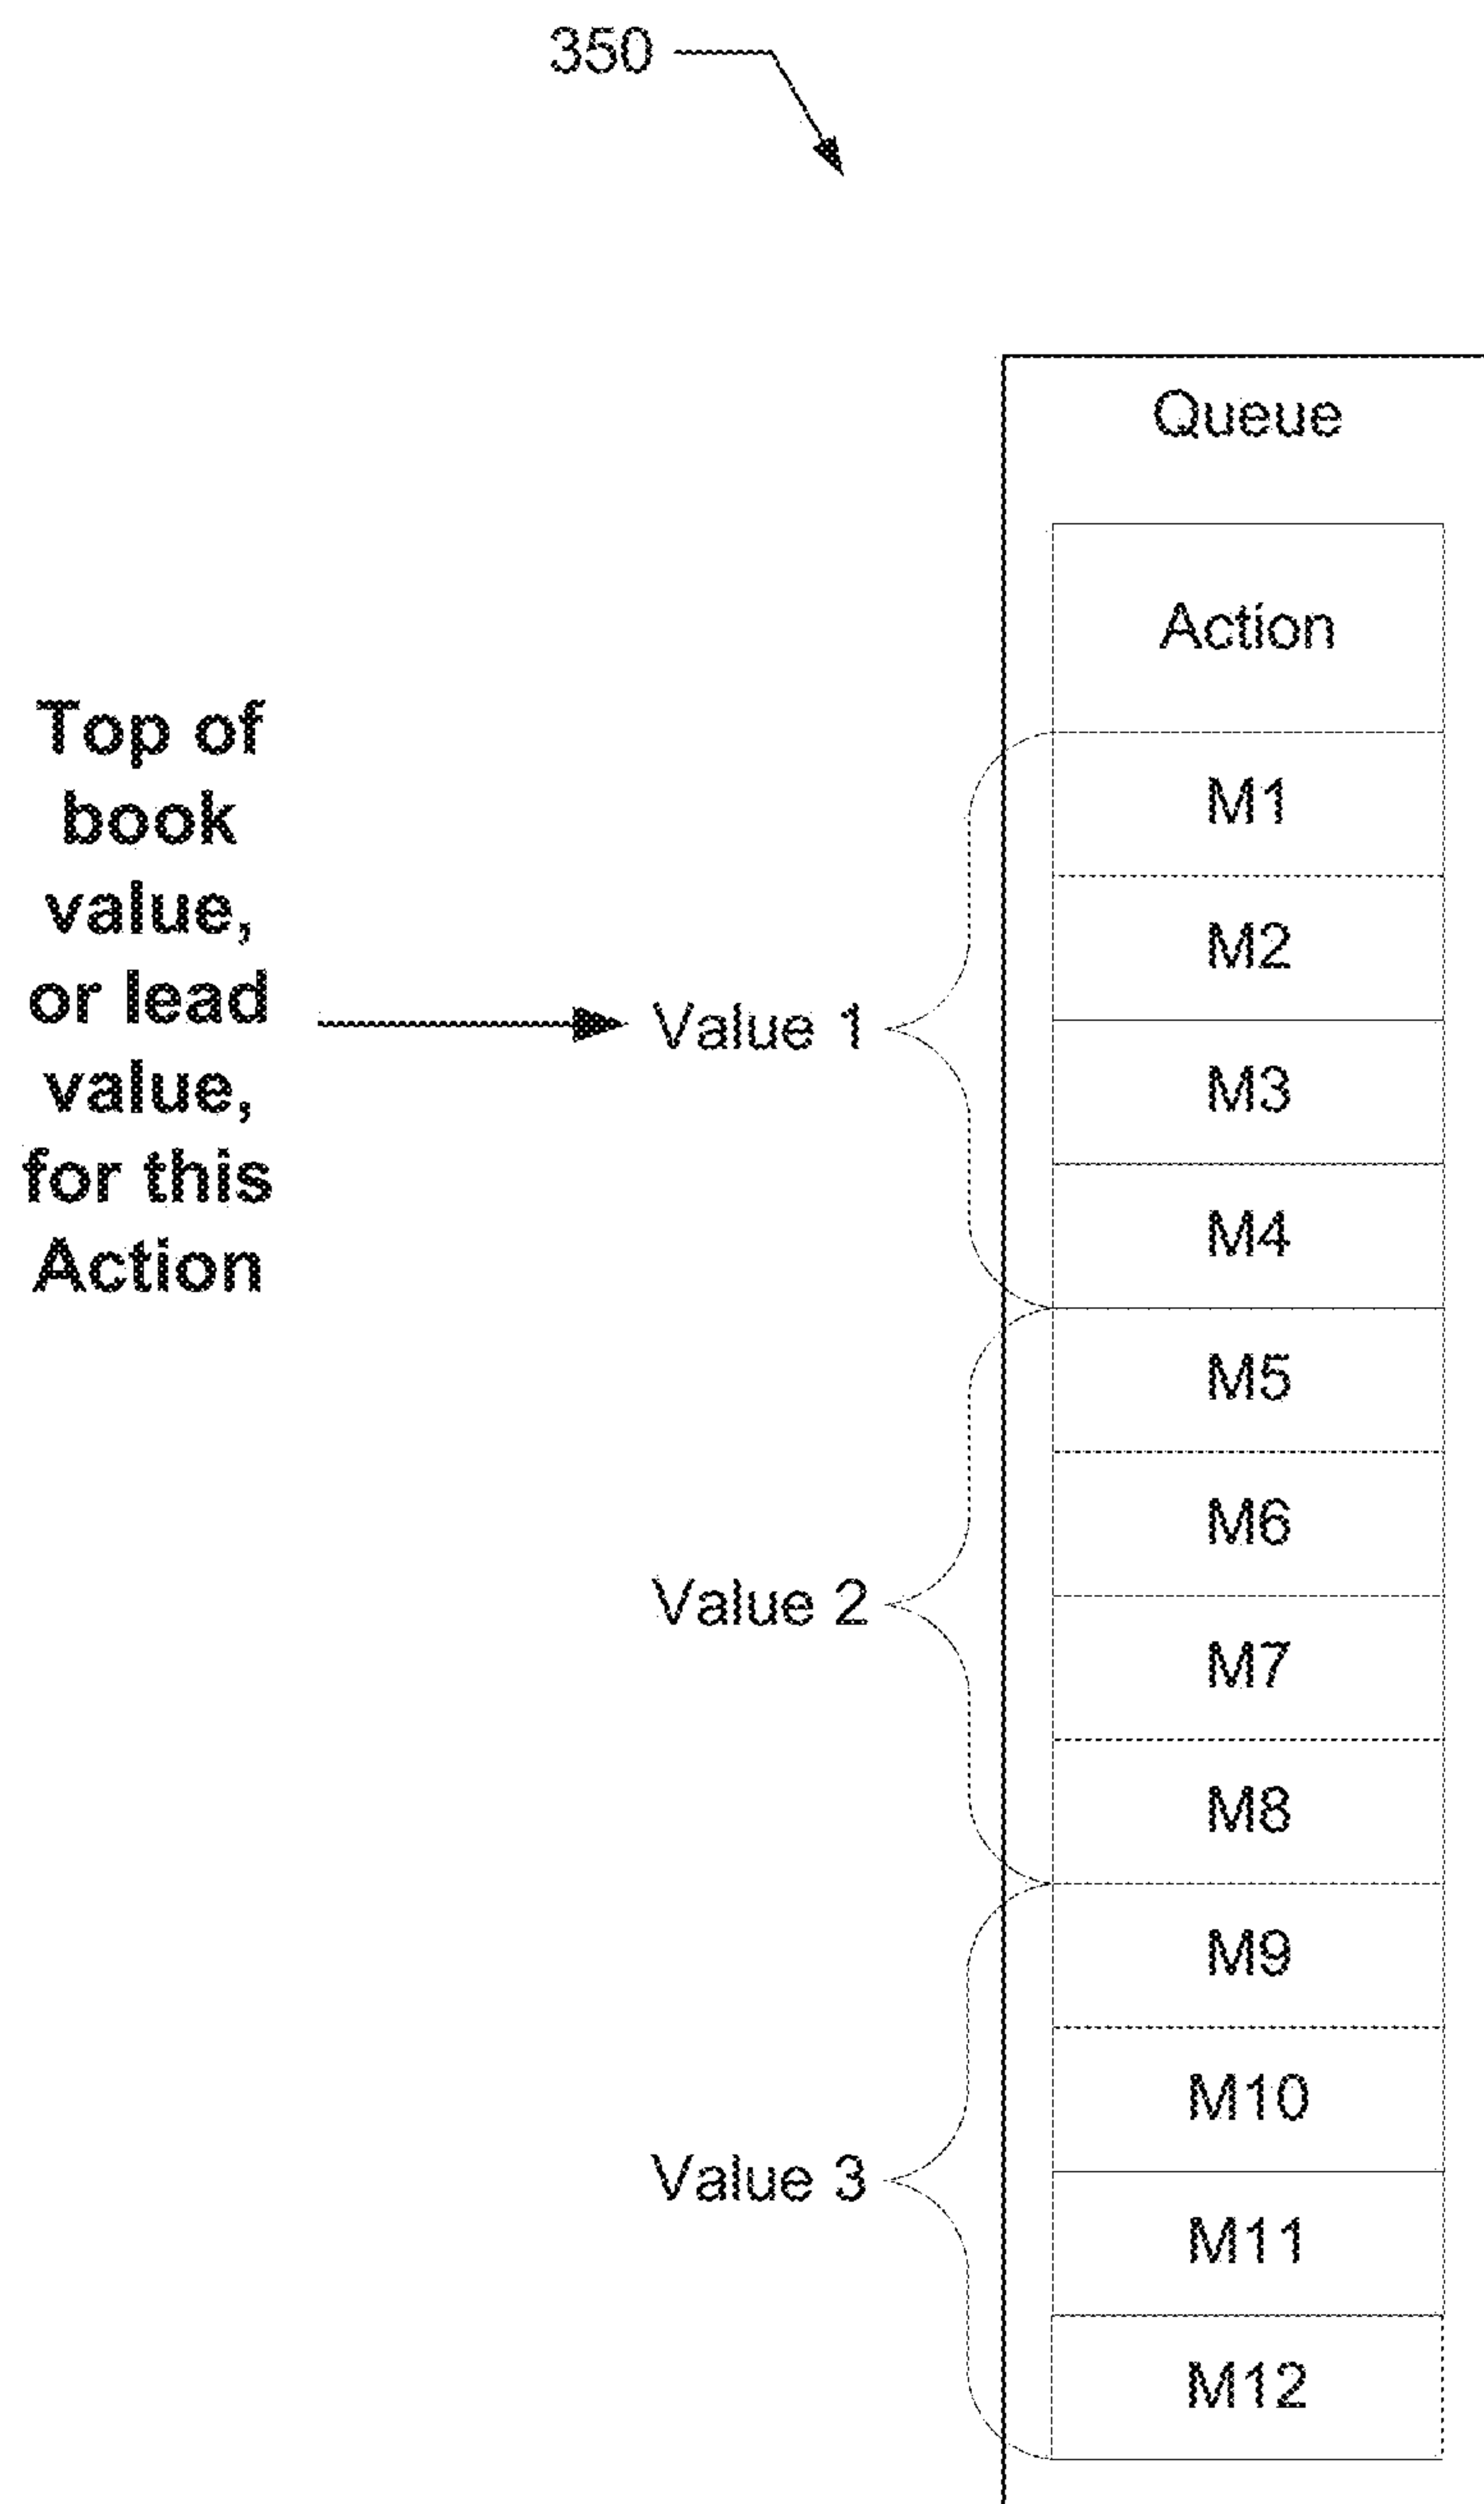 350
Queue
Action
Top of
book
value,
or lead
value,
for this
Action
Value 1
M1
M2
M3
M4
Value 2
M5
M6
M7
M8
Value 3
M9
M10
M11
M12